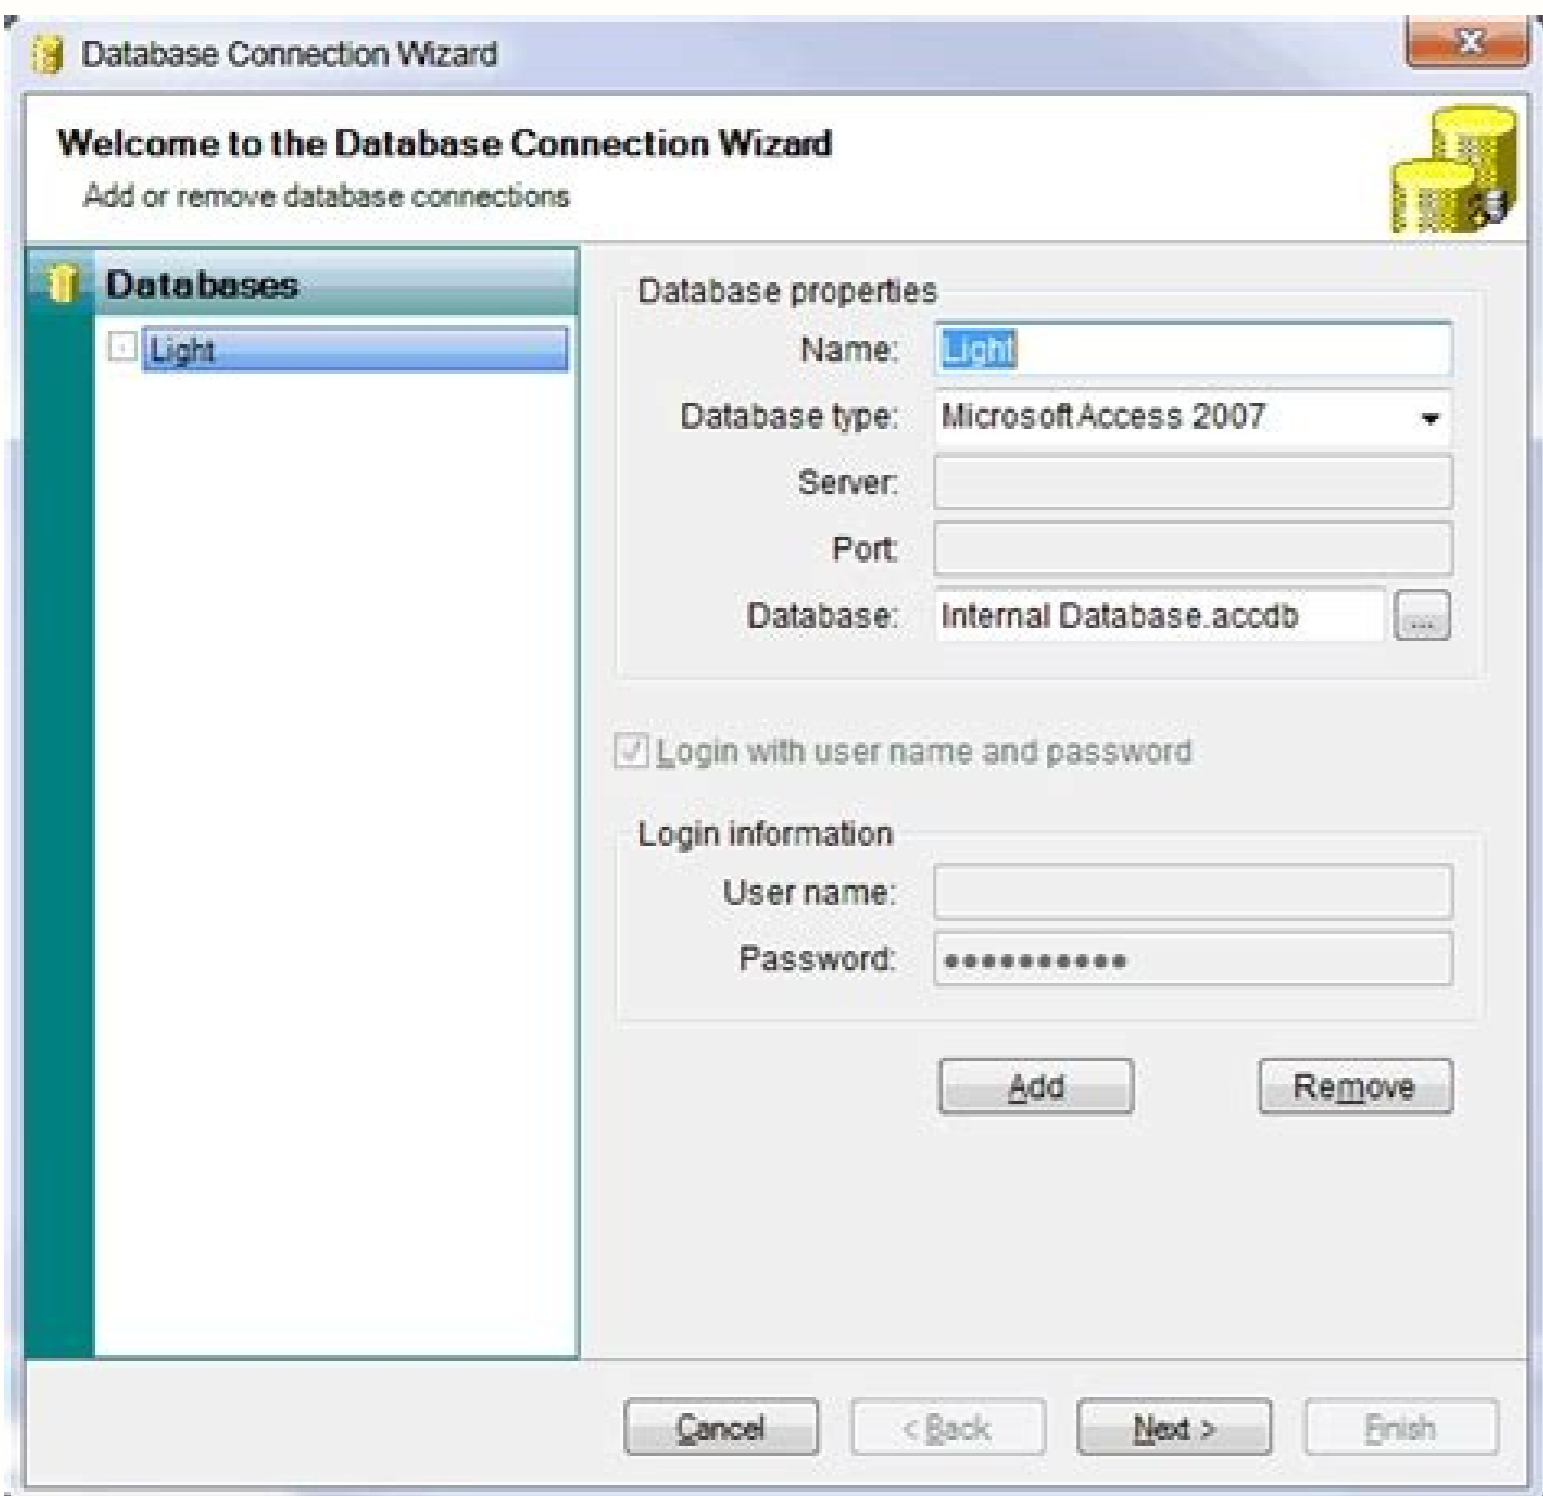 Database Connection Wizard
Welcome to the Database Connection Wizard
Add or remove database connections
Databases
Light
Database properties
Name: Light
Database type: Microsoft Access 2007
Server:
Port:
Database: Internal Database.accdb ...
Login with user name and password
Login information
User name:
Password: ••••••••••
Add Remove
Cancel < Back Next > Finish